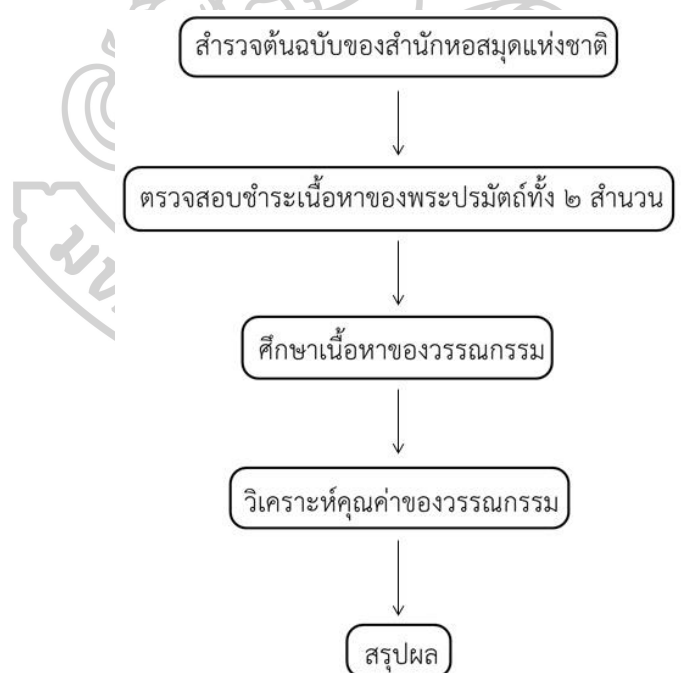 สำรวจต้นฉบับของสำนักหอสมุดแห่งชาติ
ตรวจสอบชำระเนื้อหาของพระปรมัตถ์ทั้ง ๒ สำนวน
ศึกษาเนื้อหาของวรรณกรรม
วิเคราะห์คุณค่าของวรรณกรรม
สรุปผล